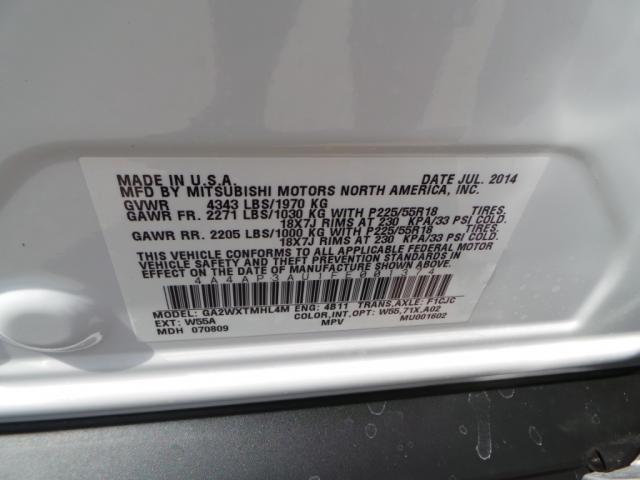 MADE IN U.S.A. DATE JUL. 2014
MFD BY MITSUBISHI MOTORS NORTH AMERICA, INC.
GVWR 4343 LBS/1970 KG
GAWR FR. 2271 LBS/1030 KG WITH P225/55R18 TIRES.
18X7J RIMS AT 230 KPA/33 PSI COLD.
GAWR RR. 2205 LBS/1000 KG WITH P225/55R18 TIRES.
18X7J RIMS AT 230 KPA/33 PSI COLD.
THIS VEHICLE CONFORMS TO ALL APPLICABLE FEDERAL MOTOR
VEHICLE SAFETY AND THEFT PREVENTION STANDARDS IN
EFFECT ON THE DATE OF MANUFACTURE SHOWN ABOVE.
MODEL: GA2WXTMHL4M ENG: 4B11 TRANS,AXLE: F1CJC
EXT: W55A COLOR,INT,OPT: W55,71X,A02
MDH 070809 MPV MU001602